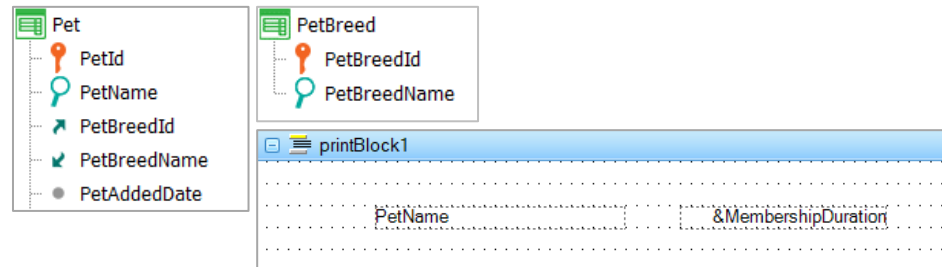 Pet
PetId
PetName
PetBreedId
PetBreedName
PetAddedDate
PetBreed
PetBreedId
PetBreedName
printBlock1
PetName &MembershipDuration